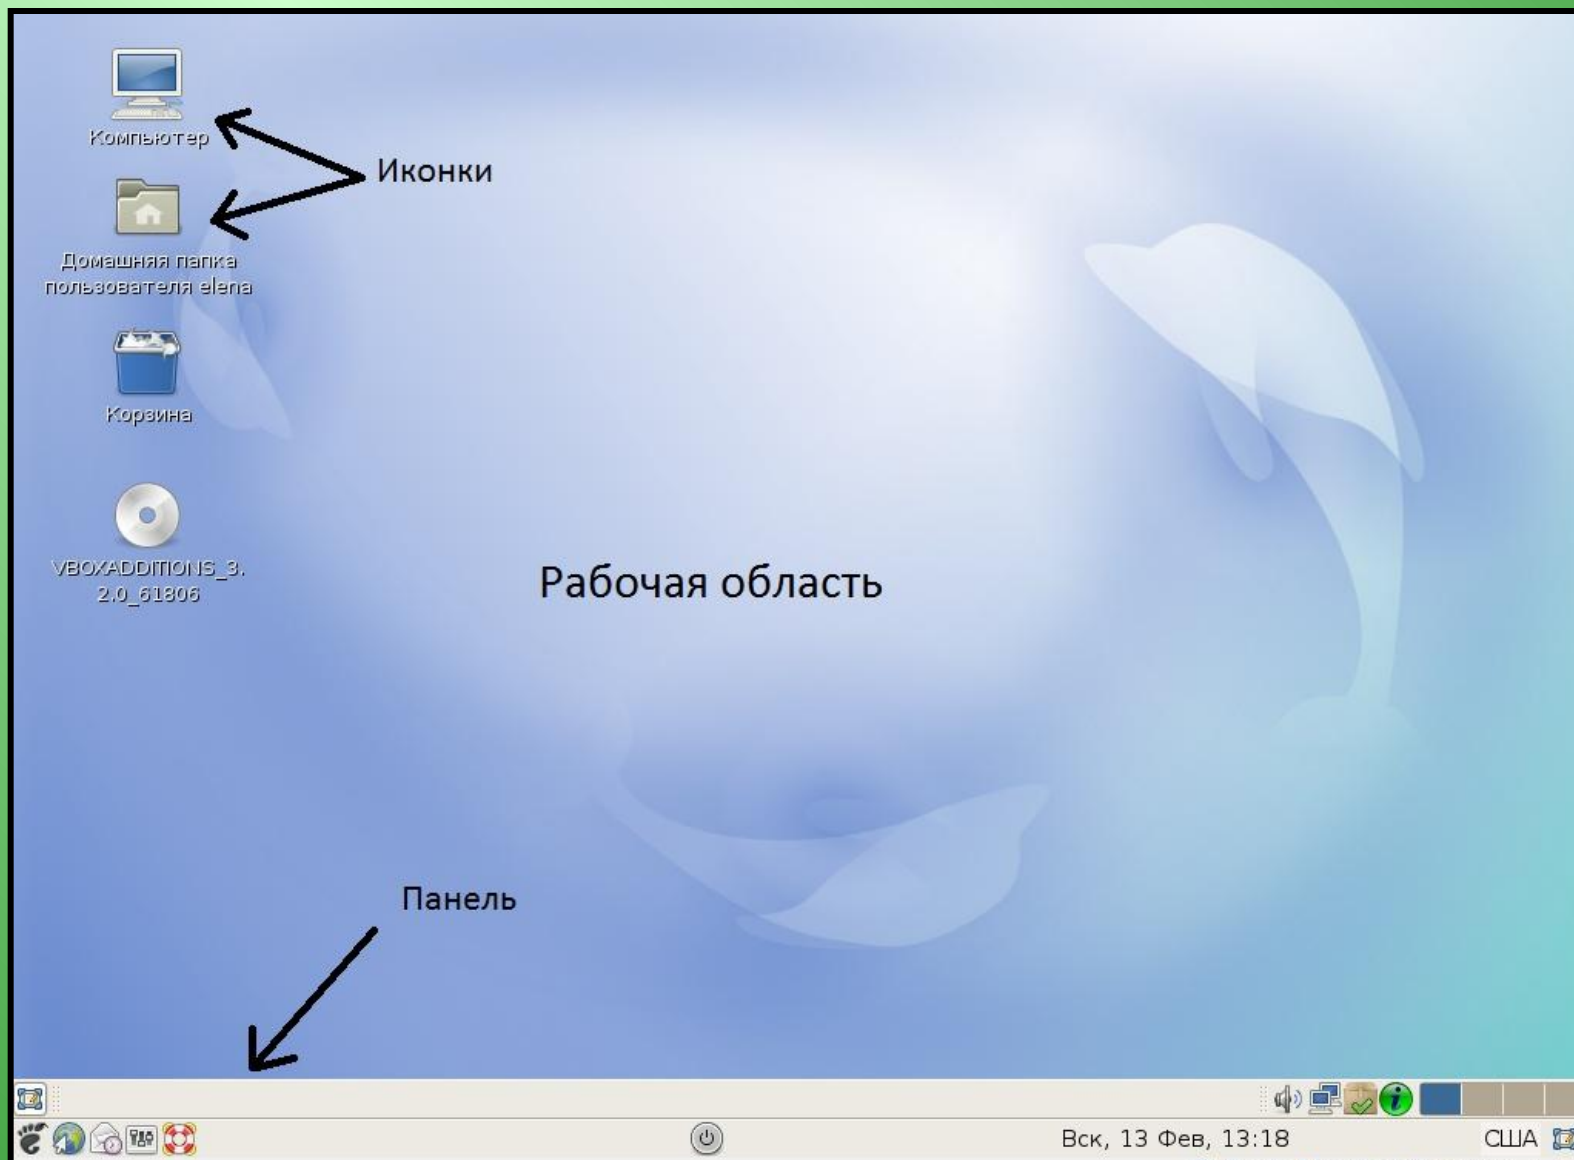 Компьютер
Иконки
Домашняя папка
пользователя elena
Корзина
VBOXADDITIONS_3.
2.0_61806
Рабочая область
Панель
Вск, 13 Фев, 13:18
США